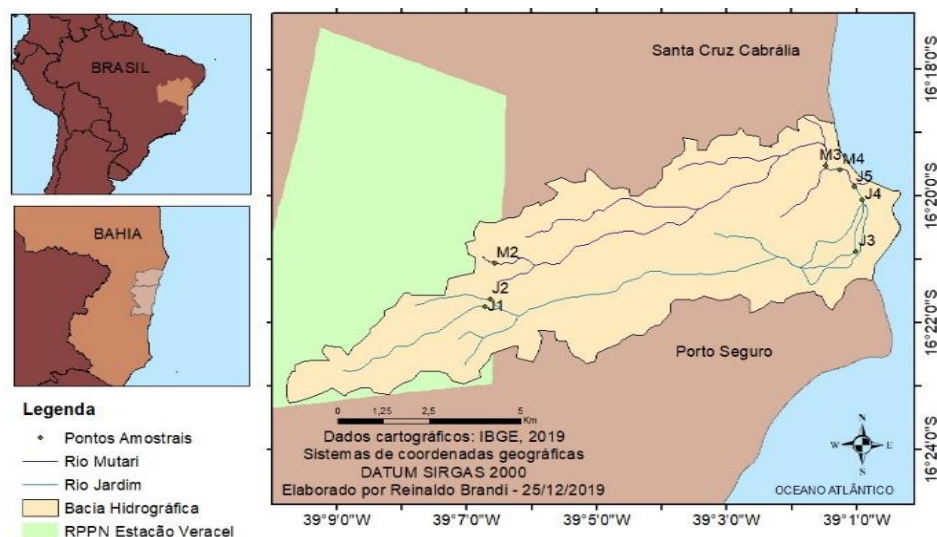 BRASIL
BAHIA
Legenda
Pontos Amostrais
Rio Mutari
Rio Jardim
Bacia Hidrográfica
RPPN Estação Veracel
Santa Cruz Cabrália
M3
M4
J5
J4
J3
M2
J2
J1
Porto Seguro
0 1,25 2,5 5
Km
Dados cartográficos: IBGE, 2019
Sistemas de coordenadas geográficas
DATUM SIRGAS 2000
Elaborado por Reinaldo Brandi - 25/12/2019
N
W E
S
OCEANO ATLÂNTICO
16°18'0"S
16°20'0"S
16°22'0"S
16°24'0"S
39°9'0"W 39°7'0"W 39°5'0"W 39°3'0"W 39°1'0"W